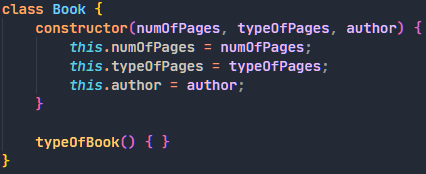 class Book {
    constructor(numOfPages, typeOfPages, author) {
        this.numOfPages = numOfPages;
        this.typeOfPages = typeOfPages;
        this.author = author;
    }

    typeOfBook() { }
}